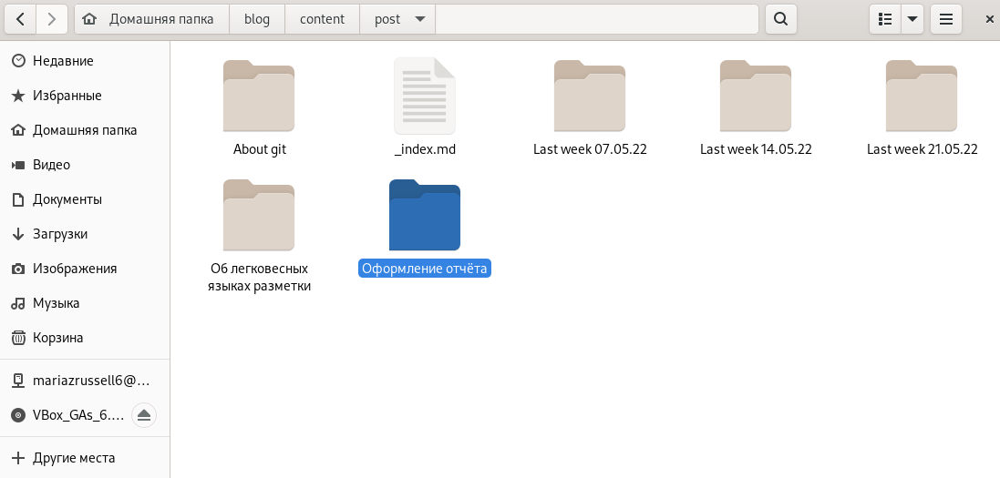 Домашняя папка
blog
content
post
Недавние
Избранные
Домашняя папка
Видео
Документы
Загрузки
Изображения
Музыка
Корзина
mariazrussell6@...
VBox_GAs_6....
Другие места
About git
_index.md
Last week 07.05.22
Last week 14.05.22
Last week 21.05.22
Об легковесных
языках разметки
Оформление отчёта